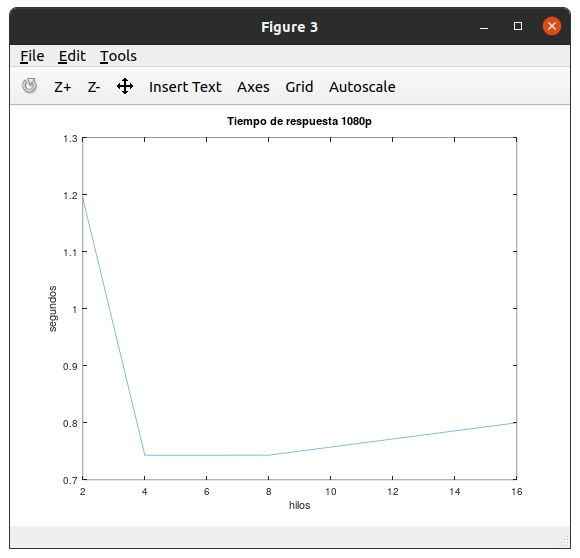 Figure 3
File Edit Tools
Z+ Z- Insert Text Axes Grid Autoscale
Tiempo de respuesta 1080p
1.3
1.2
1.1
1
0.9
0.8
0.7
segundos
2 4 6 8 10 12 14 16
hilos